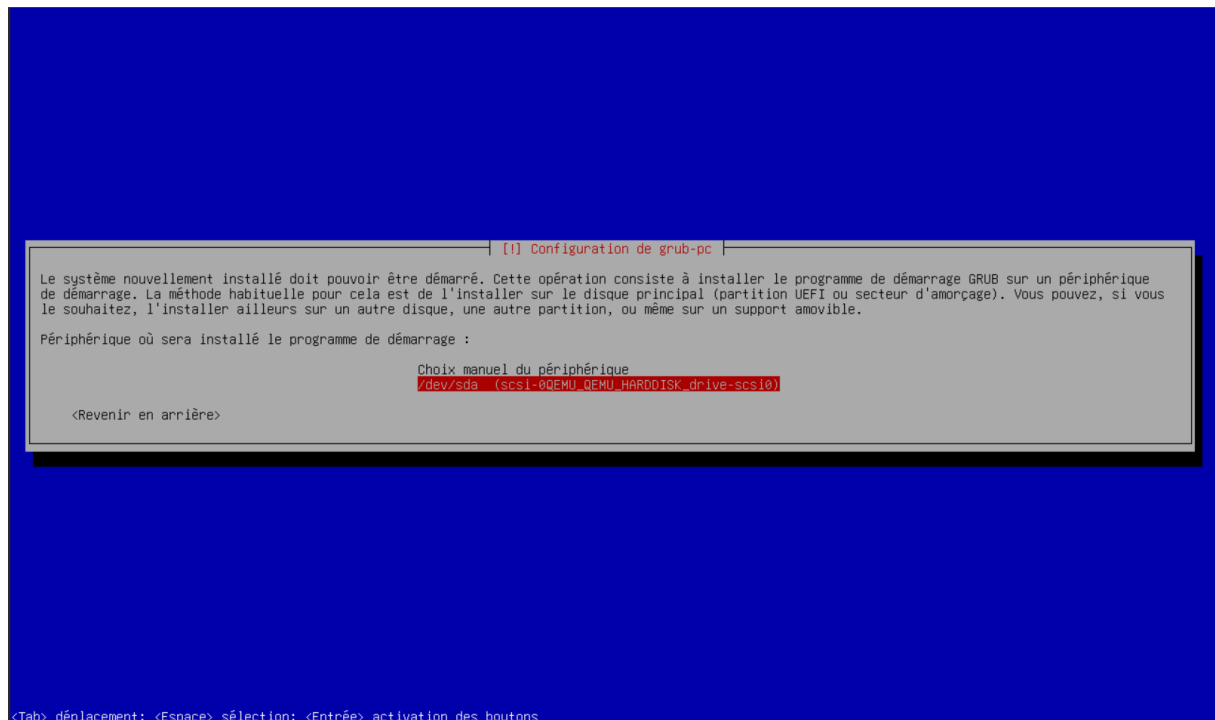 [!] Configuration de grub-pc
Le système nouvellement installé doit pouvoir être démarré. Cette opération consiste à installer le programme de démarrage GRUB sur un périphérique
de démarrage. La méthode habituelle pour cela est de l'installer sur le disque principal (partition UEFI ou secteur d'amorçage). Vous pouvez, si vous
le souhaitez, l'installer ailleurs sur un autre disque, une autre partition, ou même sur un support amovible.
Périphérique où sera installé le programme de démarrage :
Choix manuel du périphérique
/dev/sda  (scsi-0QEMU_QEMU_HARDDISK_drive-scsi0)
<Revenir en arrière>
<Tab> déplacement; <Espace> sélection; <Entrée> activation des boutons